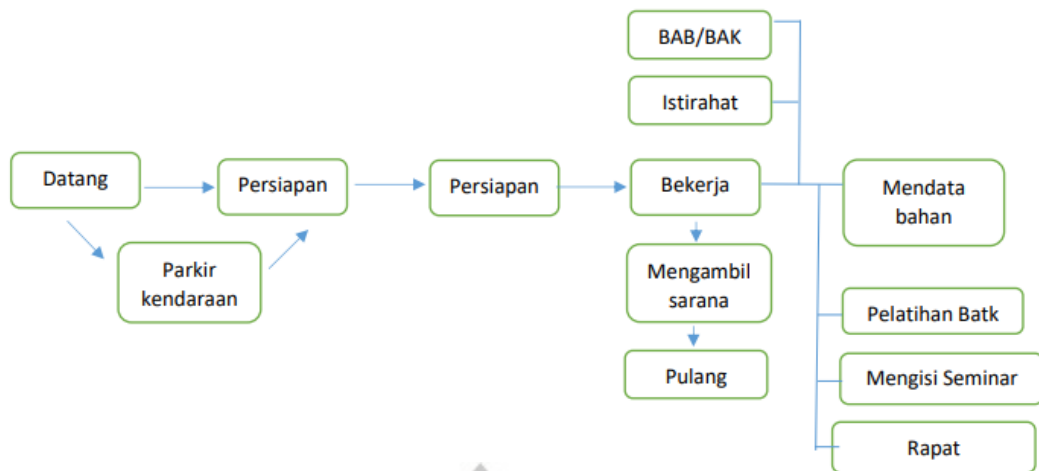 BAB/BAK
Istirahat
Datang
Persiapan
Persiapan
Bekerja
Mendata
bahan
Parkir
kendaraan
Mengambil
sarana
Pelatihan Batk
Pulang
Mengisi Seminar
Rapat